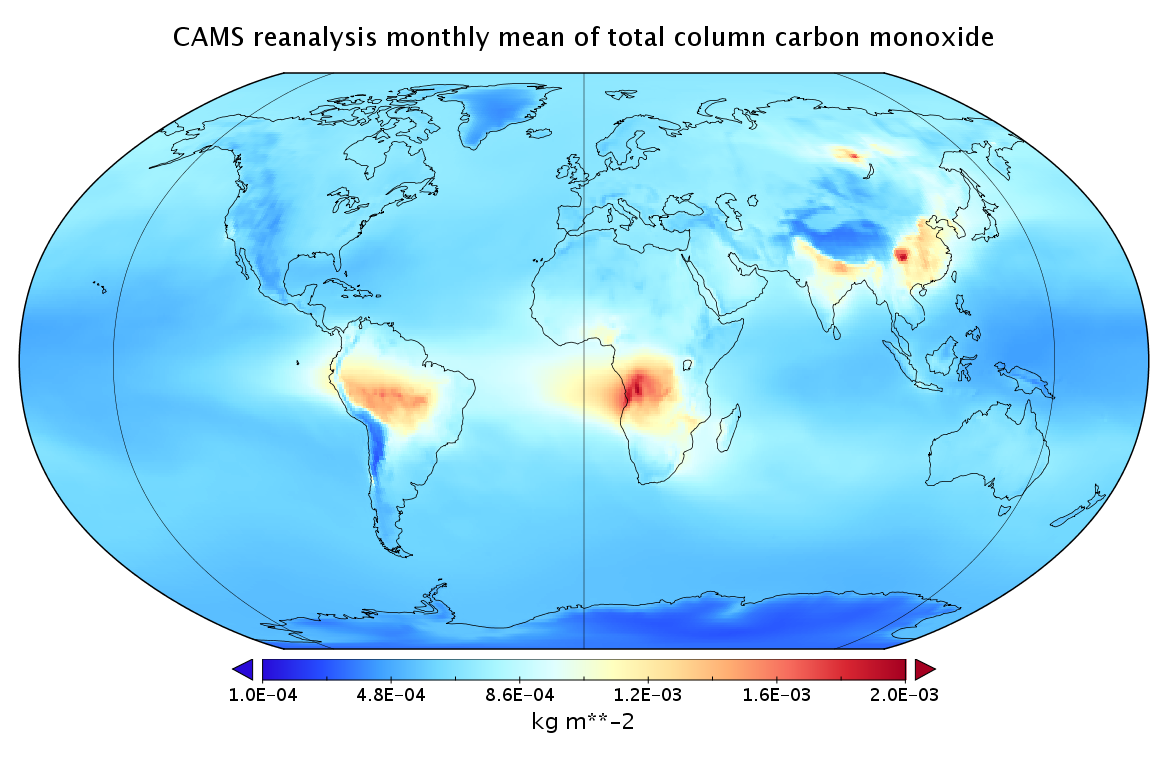 CAMS reanalysis monthly mean of total column carbon monoxide
1.0E−04 4.8E−04 8.6E−04 1.2E−03 1.6E−03 2.0E−03
kg m**-2